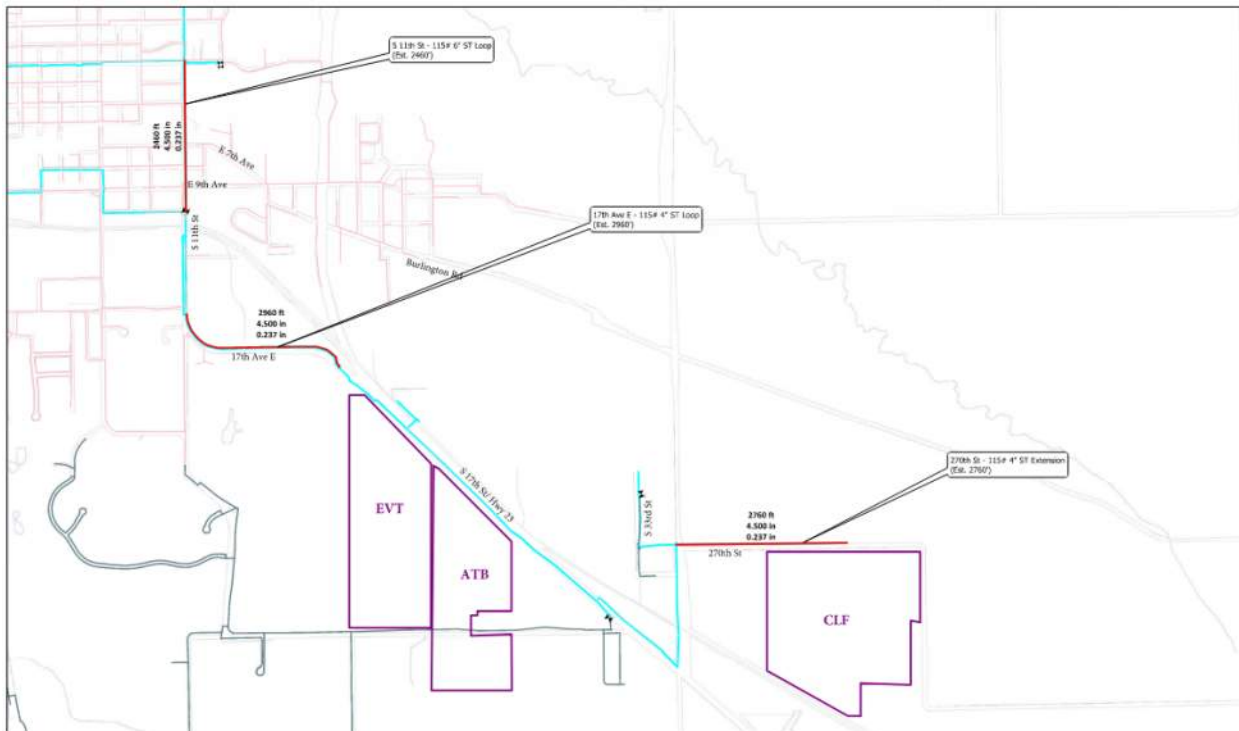 S 11th St - 115# 6" ST Loop
(Est. 2460')
2460 ft
4.500 in
0.237 in
E 7th Ave
E 9th Ave
S 11th St
17th Ave E - 115# 4" ST Loop
(Est. 2960')
Burlington Rd
2960 ft
4.500 in
0.237 in
17th Ave E
270th St - 115# 4" ST Extension
(Est. 2760')
S 17th St/ Hwy 23
EVT
ATB
S 33rd St
2760 ft
4.500 in
0.237 in
270th St
CLF